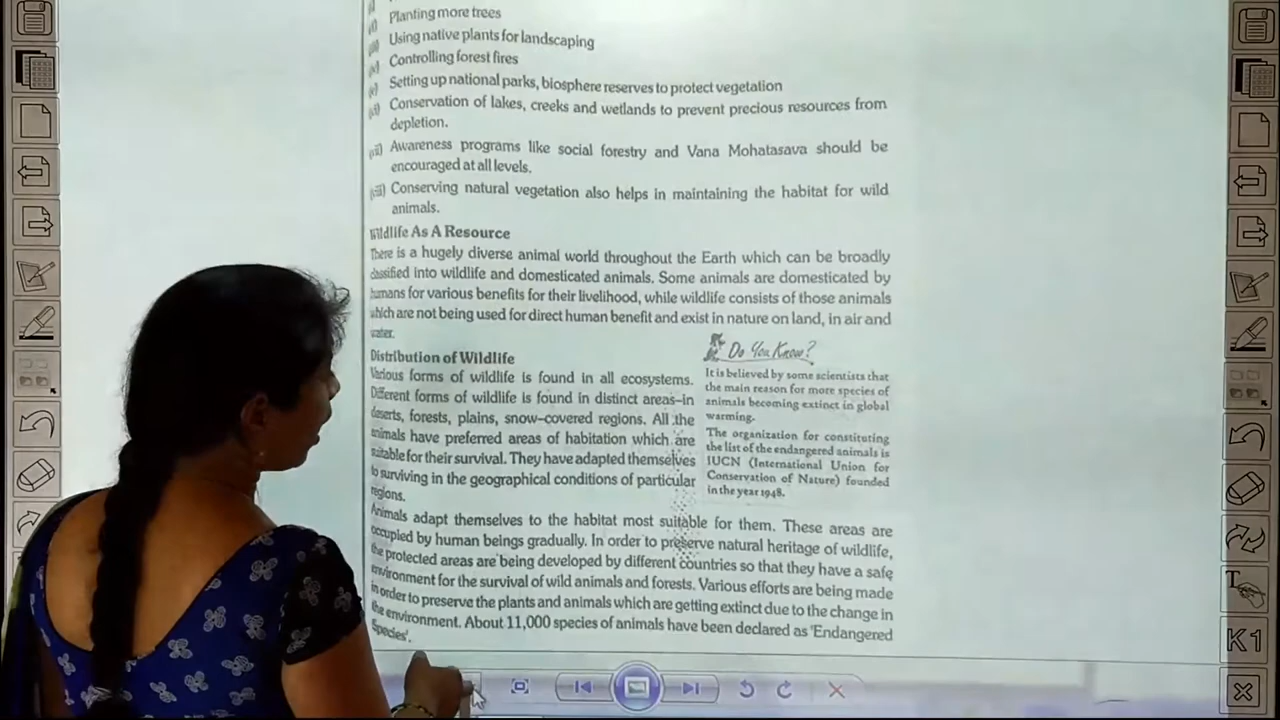 Planting more trees
Using native plants for landscaping
Controlling forest fires
Setting up national parks, biosphere reserves to protect vegetation
Conservation of lakes, creeks and wetlands to prevent precious resources from
depletion.
Awareness programs like social forestry and Vana Mohatasava should be
encouraged at all levels.
Conserving natural vegetation also helps in maintaining the habitat for wild
animals.
Wildlife As A Resource
There is a hugely diverse animal world throughout the Earth which can be broadly
classified into wildlife and domesticated animals. Some animals are domesticated by
humans for various benefits for their livelihood, while wildlife consists of those animals
which are not being used for direct human benefit and exist in nature on land, in air and
water.
Distribution of Wildlife
Various forms of wildlife is found in all ecosystems.
Different forms of wildlife is found in distinct areas–in
deserts, forests, plains, snow–covered regions. All the
animals have preferred areas of habitation which are
suitable for their survival. They have adapted themselves
to surviving in the geographical conditions of particular
regions.
Do You Know?
It is believed by some scientists that
the main reason for more species of
animals becoming extinct in global
warming.
The organization for constituting
the list of the endangered animals is
IUCN (International Union for
Conservation of Nature) founded
in the year 1948.
Animals adapt themselves to the habitat most suitable for them. These areas are
occupied by human beings gradually. In order to preserve natural heritage of wildlife,
the protected areas are being developed by different countries so that they have a safe
environment for the survival of wild animals and forests. Various efforts are being made
in order to preserve the plants and animals which are getting extinct due to the change in
the environment. About 11,000 species of animals have been declared as 'Endangered
Species'.
T
K1